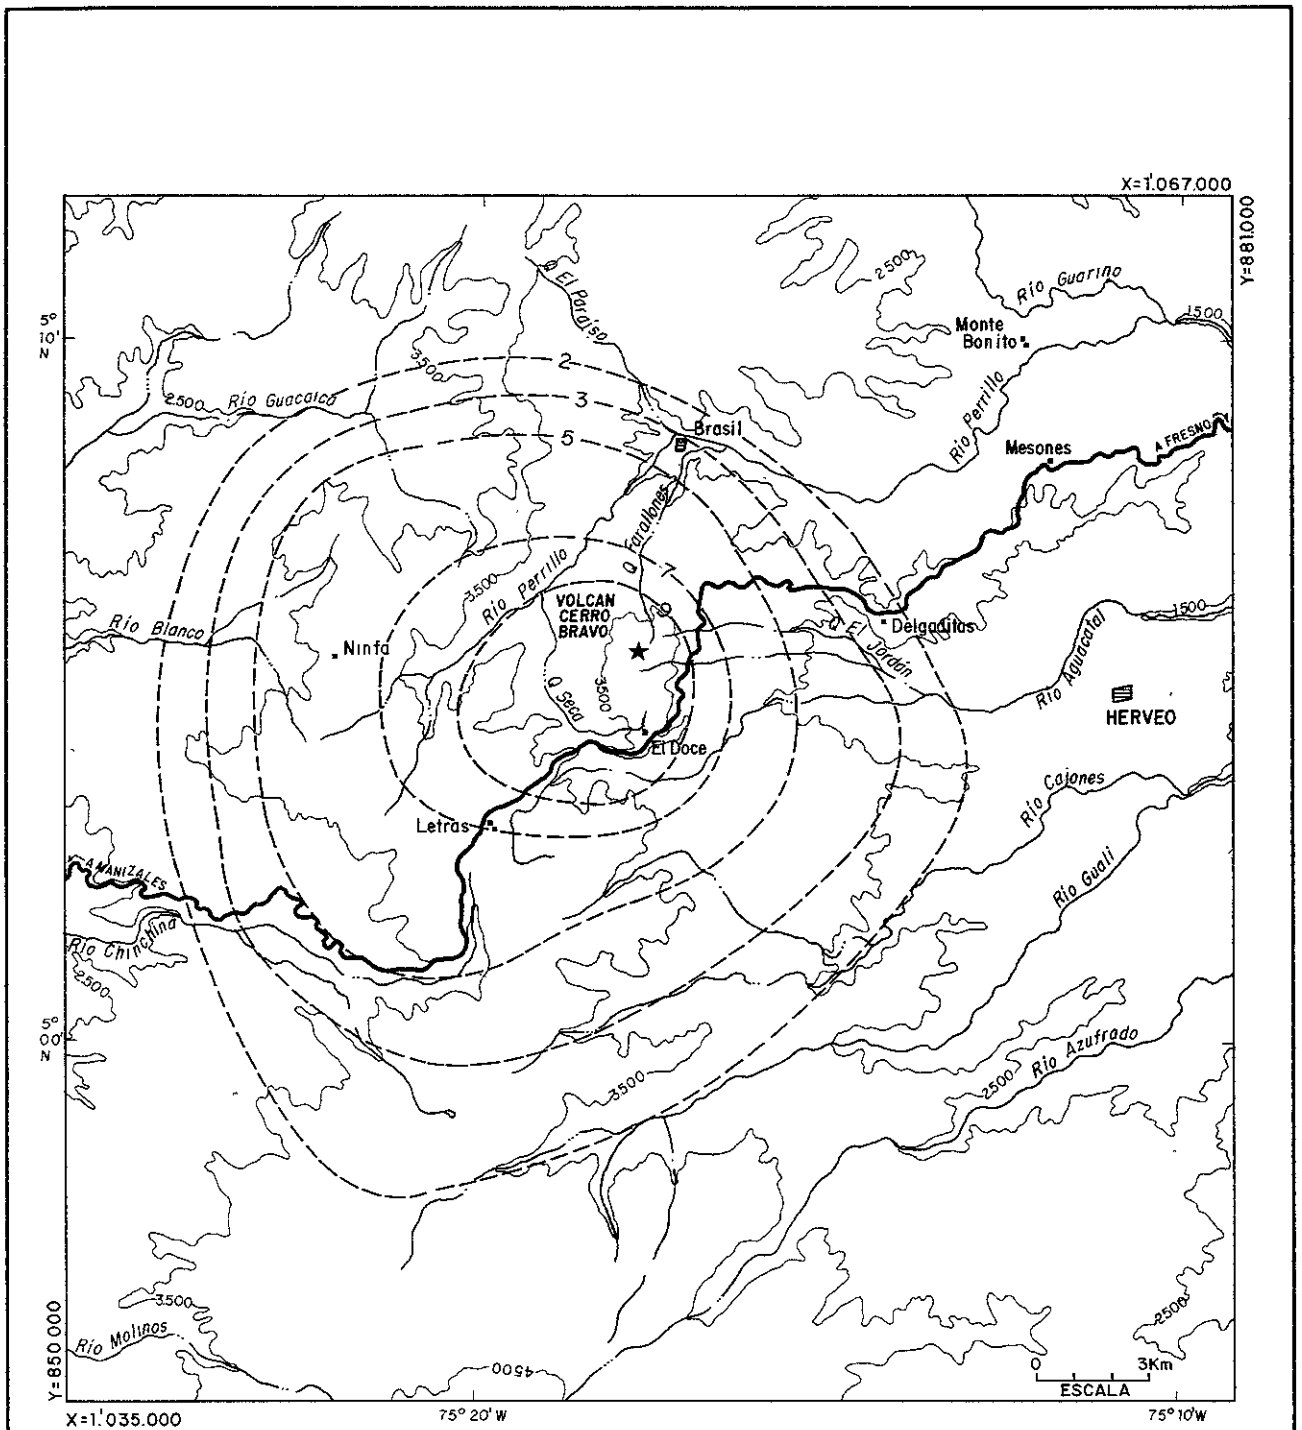 X=1'067.000
Y=881.000
2500
Río Guarino
Q El Paraíso
1500
5°
10'
N
Monte
Bonito
3.500
2
2500
Río Guacaica
3
Río Perrillo
Brasil
5
A FRESNO
Mesones
Q Farallones
7
3500
Río Perrillo
VOLCAN
CERRO
BRAVO
1500
Río Blanco
Delgaditas
Q El Jordán
Ninfa
Río Aguacatal
3500
Q Seca
HERVEO
El Doce
Río Cajones
Letras
A MANIZALES
Río Gualí
Río Chinchina
2500
5°
00'
N
Río Azufrado
2500
3500
3500
2500
Río Molinos
4500
0 3Km
ESCALA
Y=850.000
X=1'035.000
75° 20' W
75° 10' W